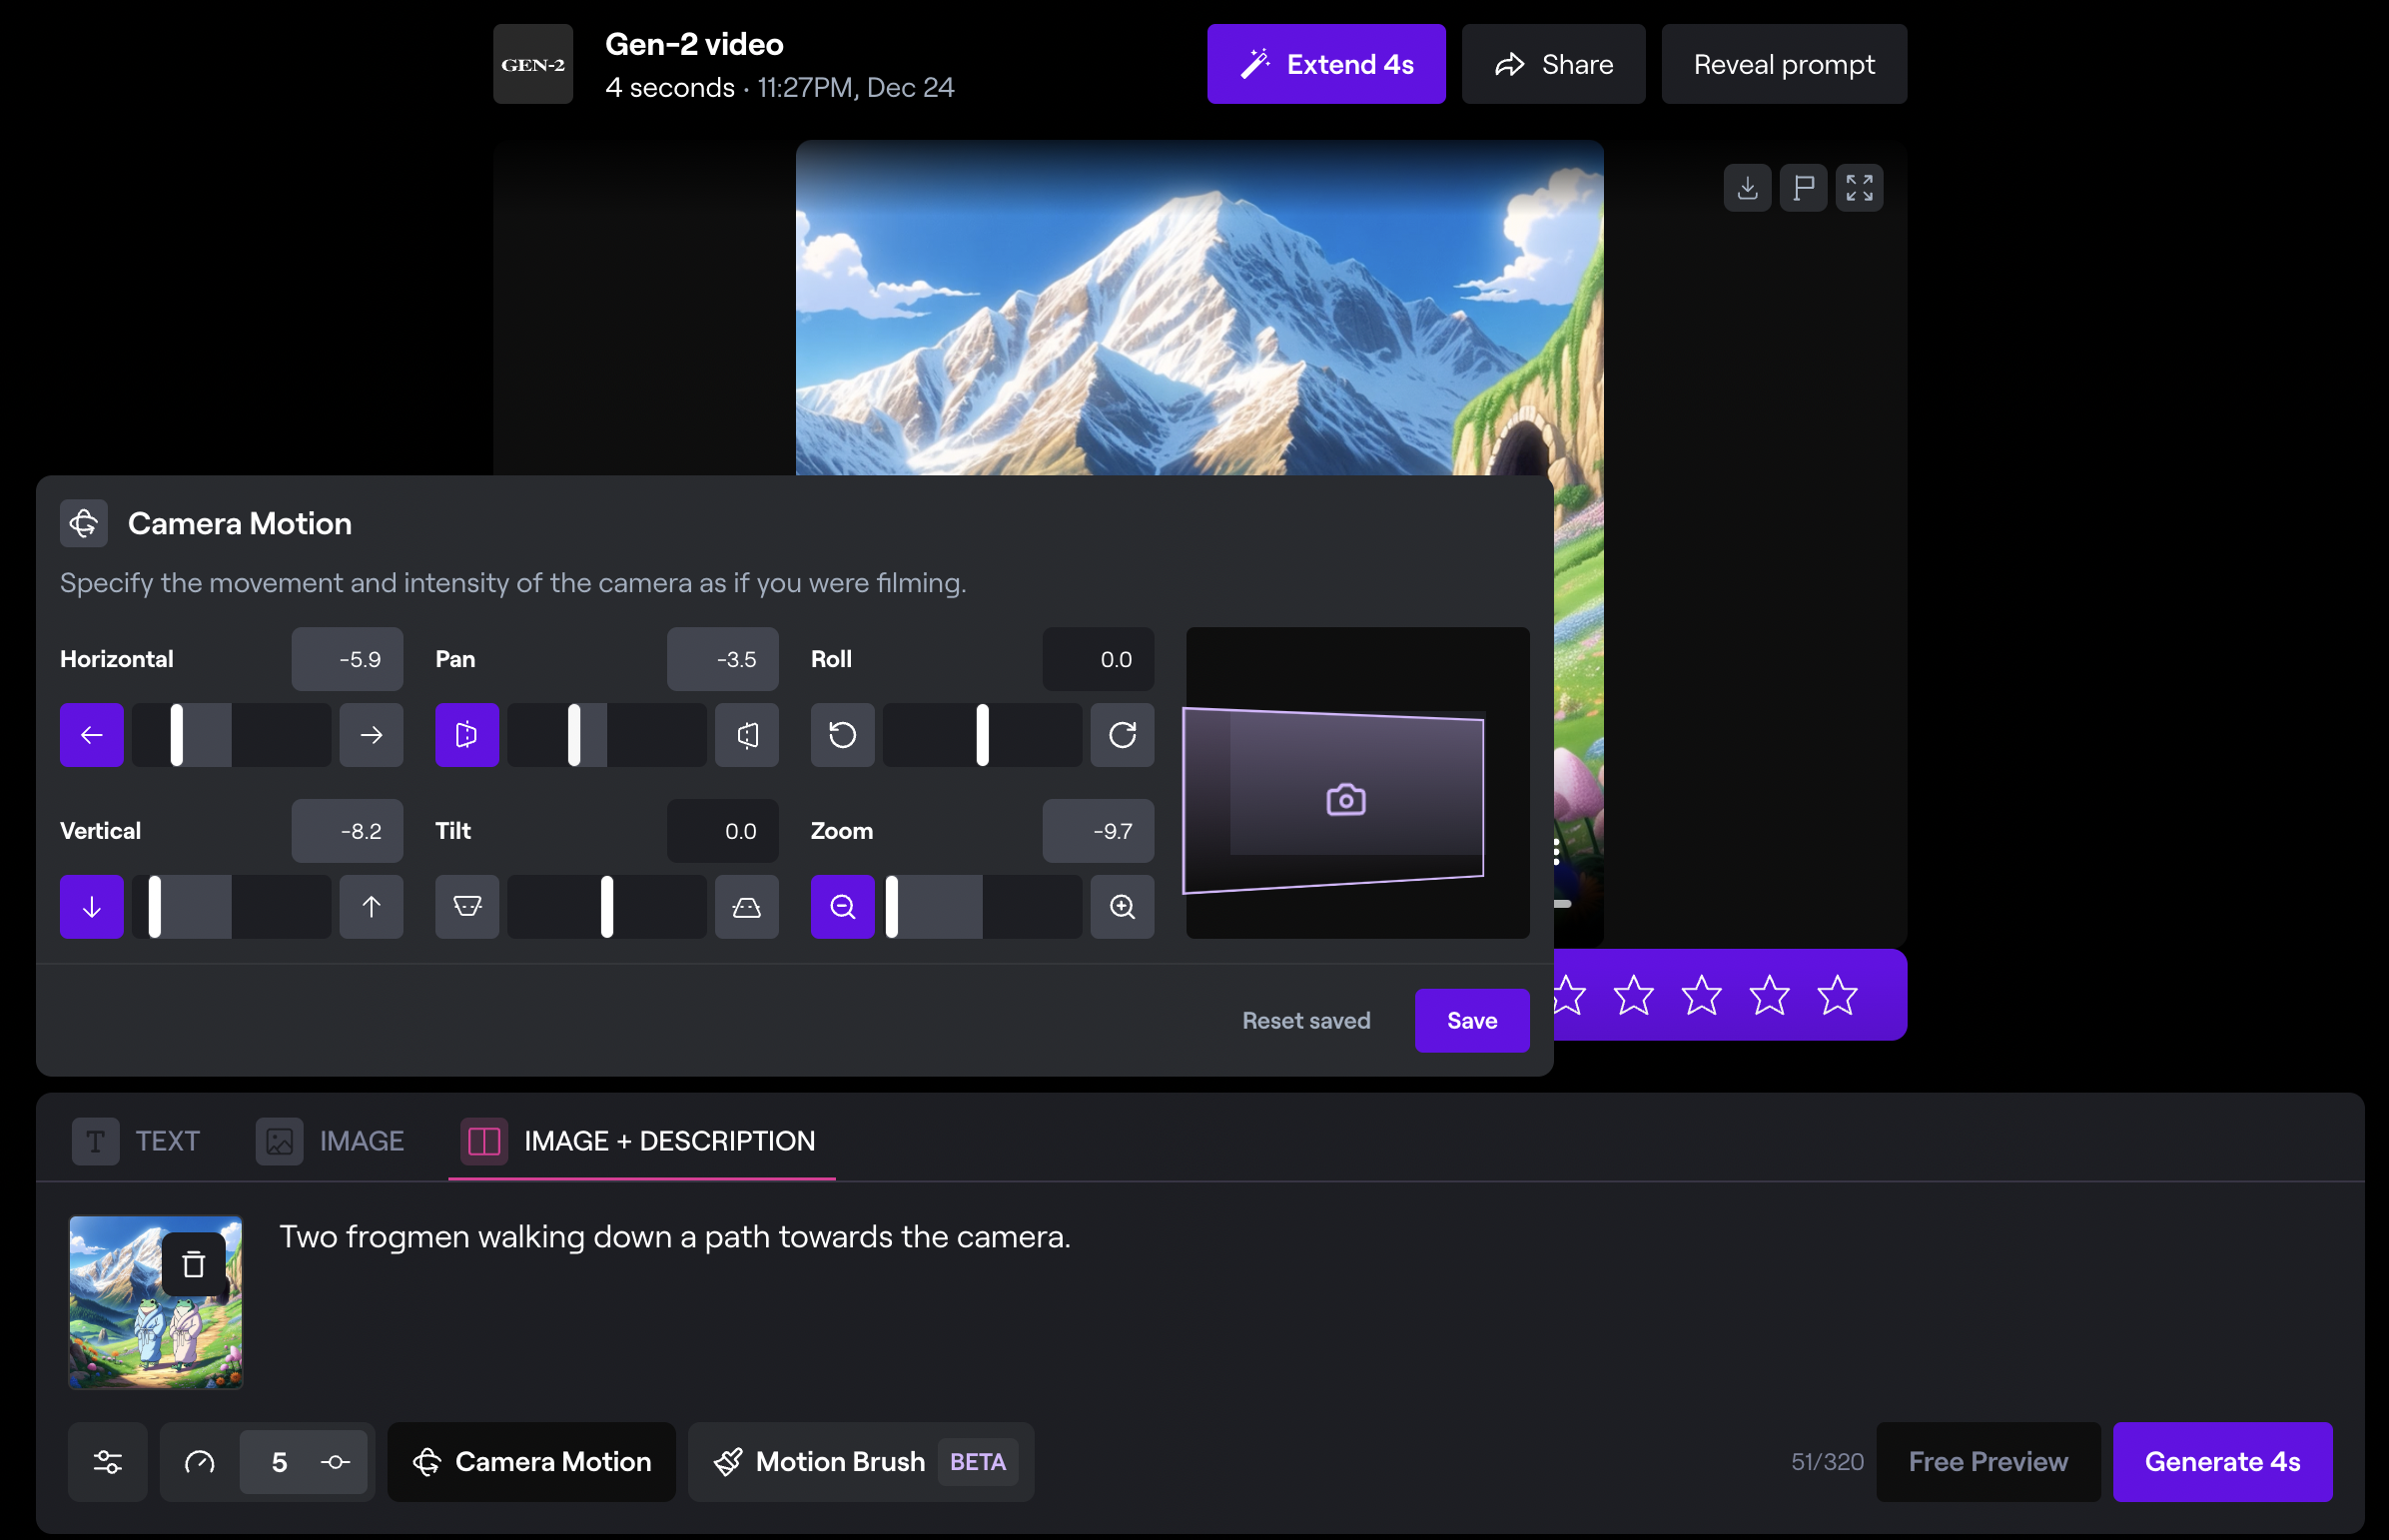 GEN-2
Gen-2 video
4 seconds · 11:27PM, Dec 24
Extend 4s
Share
Reveal prompt
Camera Motion
Specify the movement and intensity of the camera as if you were filming.
Horizontal -5.9
Pan -3.5
Roll 0.0
Vertical -8.2
Tilt 0.0
Zoom -9.7
Reset saved
Save
TEXT
IMAGE
IMAGE + DESCRIPTION
Two frogmen walking down a path towards the camera.
5
Camera Motion
Motion Brush BETA
51/320
Free Preview
Generate 4s